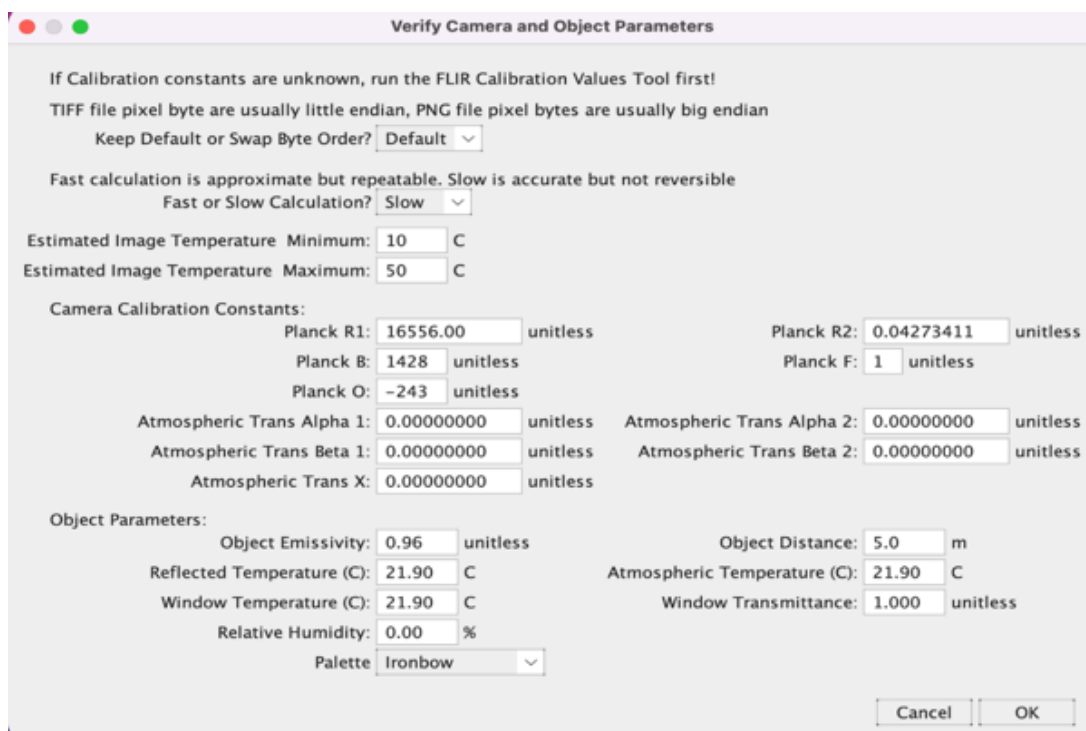 Verify Camera and Object Parameters
If Calibration constants are unknown, run the FLIR Calibration Values Tool first!
TIFF file pixel byte are usually little endian, PNG file pixel bytes are usually big endian
Keep Default or Swap Byte Order? Default
Fast calculation is approximate but repeatable. Slow is accurate but not reversible
Fast or Slow Calculation? Slow
Estimated Image Temperature Minimum: 10 C
Estimated Image Temperature Maximum: 50 C
Camera Calibration Constants:
Planck R1: 16556.00 unitless Planck R2: 0.04273411 unitless
Planck B: 1428 unitless Planck F: 1 unitless
Planck O: -243 unitless
Atmospheric Trans Alpha 1: 0.00000000 unitless Atmospheric Trans Alpha 2: 0.00000000 unitless
Atmospheric Trans Beta 1: 0.00000000 unitless Atmospheric Trans Beta 2: 0.00000000 unitless
Atmospheric Trans X: 0.00000000 unitless
Object Parameters:
Object Emissivity: 0.96 unitless Object Distance: 5.0 m
Reflected Temperature (C): 21.90 C Atmospheric Temperature (C): 21.90 C
Window Temperature (C): 21.90 C Window Transmittance: 1.000 unitless
Relative Humidity: 0.00 %
Palette Ironbow
Cancel OK